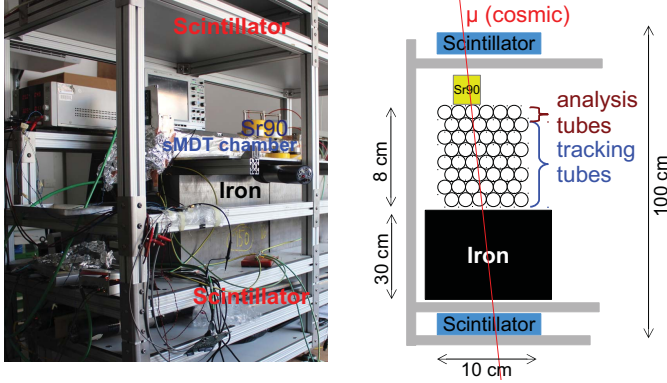 Scintillator
Sr90
sMDT chamber
Iron
Scintillator
μ (cosmic)
Scintillator
Sr90
analysis
tubes
tracking
tubes
8 cm
30 cm
100 cm
Iron
Scintillator
10 cm